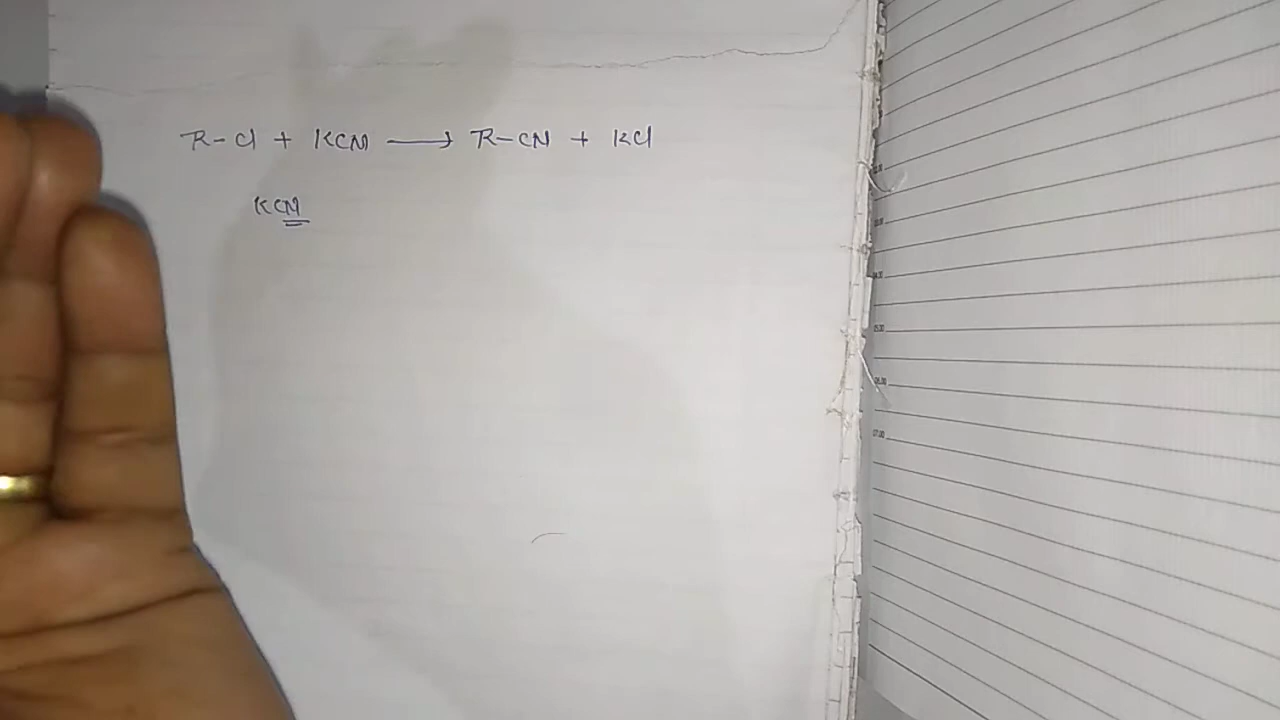 R-Cl + KCN → R-CN + KCl
KCN